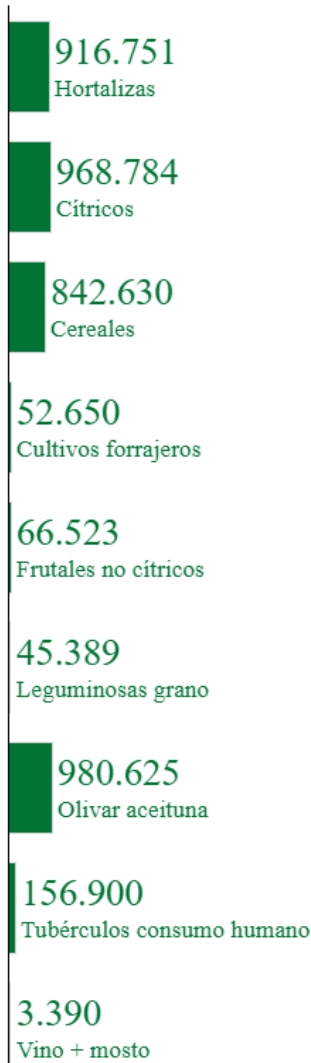 916.751
Hortalizas
968.784
Cítricos
842.630
Cereales
52.650
Cultivos forrajeros
66.523
Frutales no cítricos
45.389
Leguminosas grano
980.625
Olivar aceituna
156.900
Tubérculos consumo humano
3.390
Vino + mosto